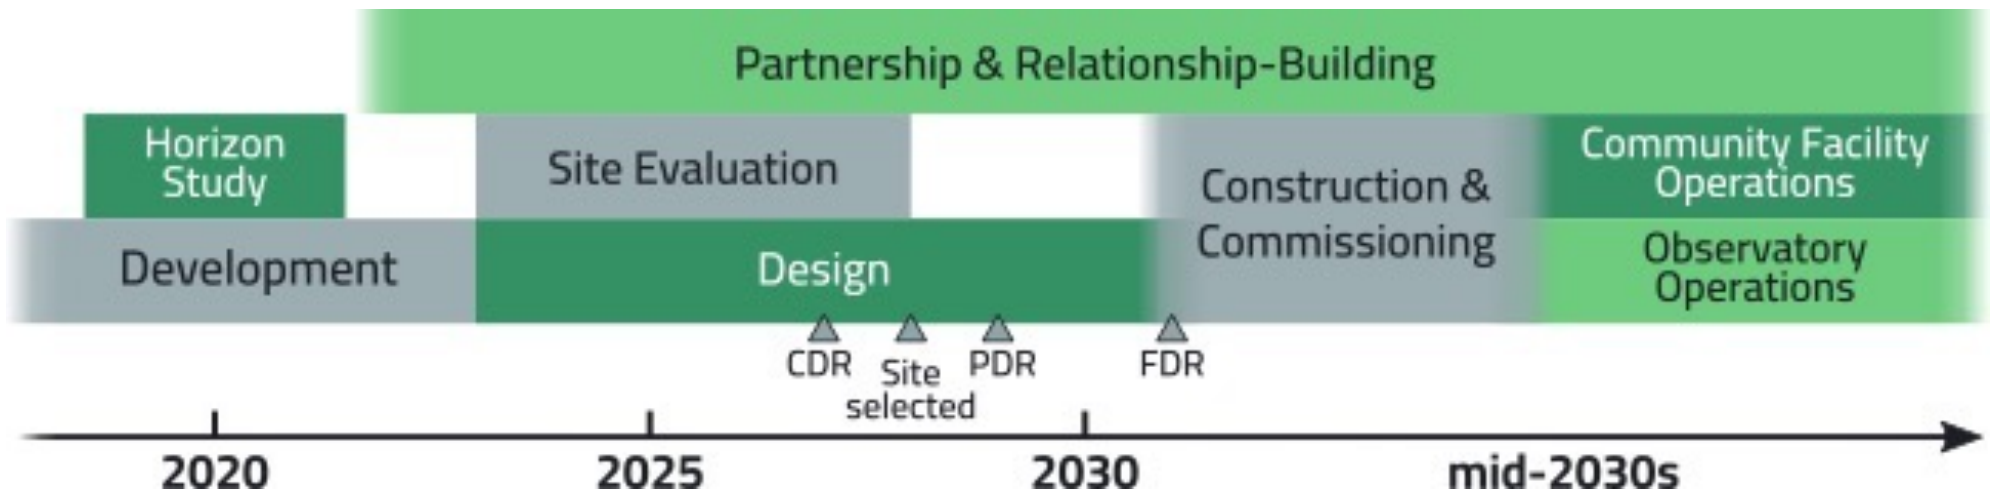 Partnership & Relationship-Building
Horizon
Study
Site Evaluation
Construction &
Commissioning
Community Facility
Operations
Development
Design
Observatory
Operations
CDR
Site
selected
PDR
FDR
2020
2025
2030
mid-2030s